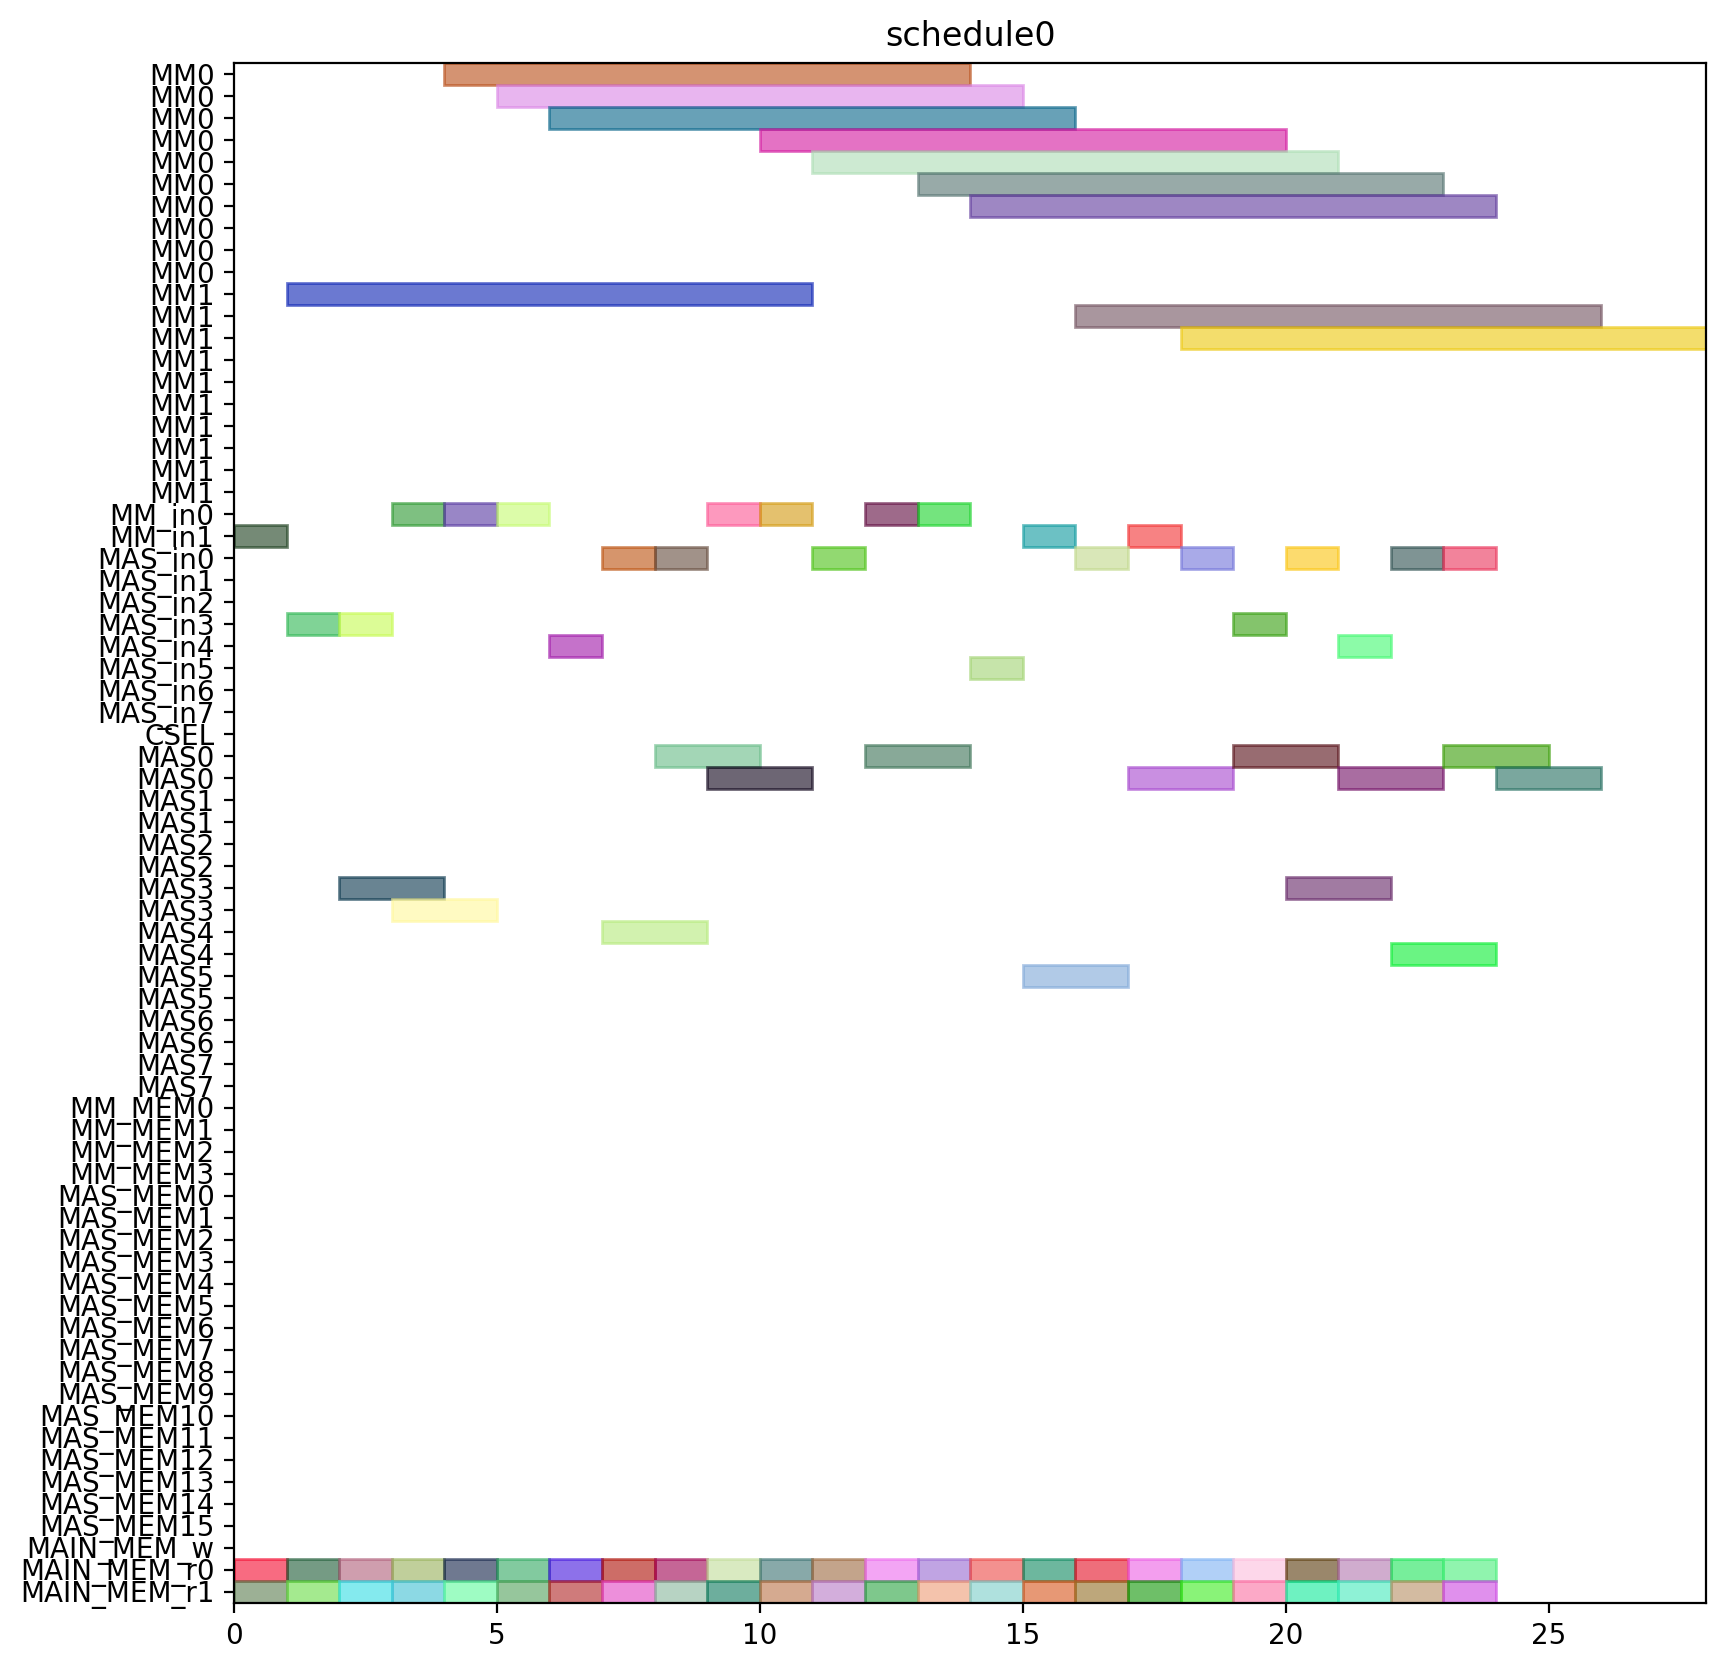 schedule0
MM0
MM0
MM0
MM0
MM0
MM0
MM0
MM0
MM0
MM0
MM1
MM1
MM1
MM1
MM1
MM1
MM1
MM1
MM1
MM1
MM_in0
MM_in1
MAS_in0
MAS_in1
MAS_in2
MAS_in3
MAS_in4
MAS_in5
MAS_in6
MAS_in7
CSEL
MAS0
MAS0
MAS1
MAS1
MAS2
MAS2
MAS3
MAS3
MAS4
MAS4
MAS5
MAS5
MAS6
MAS6
MAS7
MAS7
MM_MEM0
MM_MEM1
MM_MEM2
MM_MEM3
MAS_MEM0
MAS_MEM1
MAS_MEM2
MAS_MEM3
MAS_MEM4
MAS_MEM5
MAS_MEM6
MAS_MEM7
MAS_MEM8
MAS_MEM9
MAS_MEM10
MAS_MEM11
MAS_MEM12
MAS_MEM13
MAS_MEM14
MAS_MEM15
MAIN_MEM_w
MAIN_MEM_r0
MAIN_MEM_r1
0 5 10 15 20 25